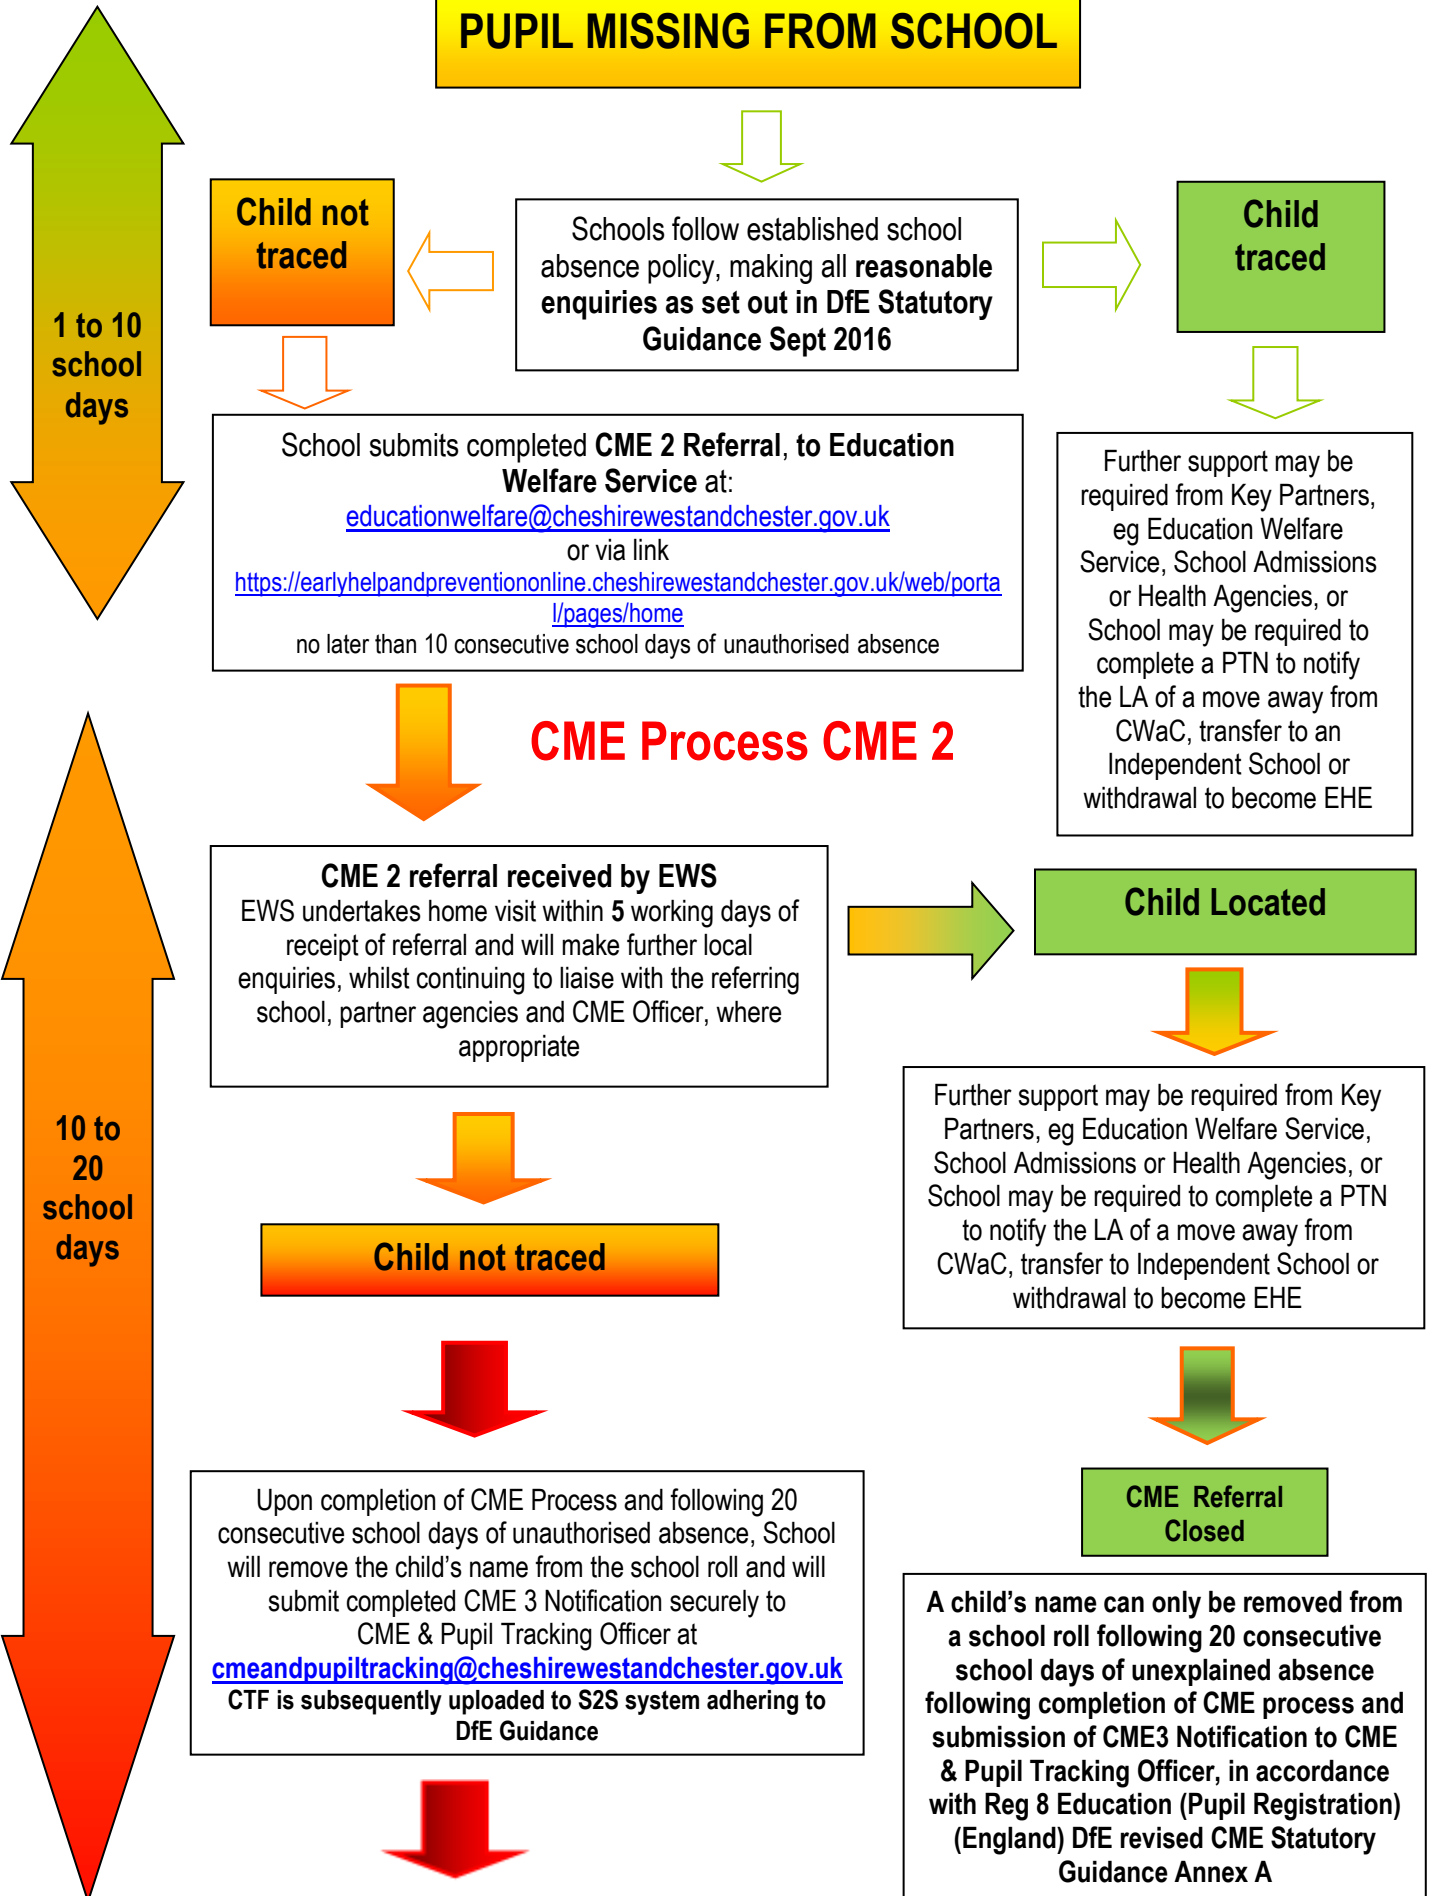 PUPIL MISSING FROM SCHOOL
1 to 10
school
days
Child not
traced
Schools follow established school
absence policy, making all reasonable
enquiries as set out in DfE Statutory
Guidance Sept 2016
Child
traced
School submits completed CME 2 Referral, to Education
Welfare Service at:
educationwelfare@cheshirewestandchester.gov.uk
or via link
https://earlyhelpandpreventiononline.cheshirewestandchester.gov.uk/web/porta
l/pages/home
no later than 10 consecutive school days of unauthorised absence
Further support may be
required from Key Partners,
eg Education Welfare
Service, School Admissions
or Health Agencies, or
School may be required to
complete a PTN to notify
the LA of a move away from
CWaC, transfer to an
Independent School or
withdrawal to become EHE
CME Process CME 2
10 to
20
school
days
CME 2 referral received by EWS
EWS undertakes home visit within 5 working days of
receipt of referral and will make further local
enquiries, whilst continuing to liaise with the referring
school, partner agencies and CME Officer, where
appropriate
Child Located
Further support may be required from Key
Partners, eg Education Welfare Service,
School Admissions or Health Agencies, or
School may be required to complete a PTN
to notify the LA of a move away from
CWaC, transfer to Independent School or
withdrawal to become EHE
Child not traced
Upon completion of CME Process and following 20
consecutive school days of unauthorised absence, School
will remove the child’s name from the school roll and will
submit completed CME 3 Notification securely to
CME & Pupil Tracking Officer at
cmeandpupiltracking@cheshirewestandchester.gov.uk
CTF is subsequently uploaded to S2S system adhering to
DfE Guidance
CME Referral
Closed
A child’s name can only be removed from
a school roll following 20 consecutive
school days of unexplained absence
following completion of CME process and
submission of CME3 Notification to CME
& Pupil Tracking Officer, in accordance
with Reg 8 Education (Pupil Registration)
(England) DfE revised CME Statutory
Guidance Annex A